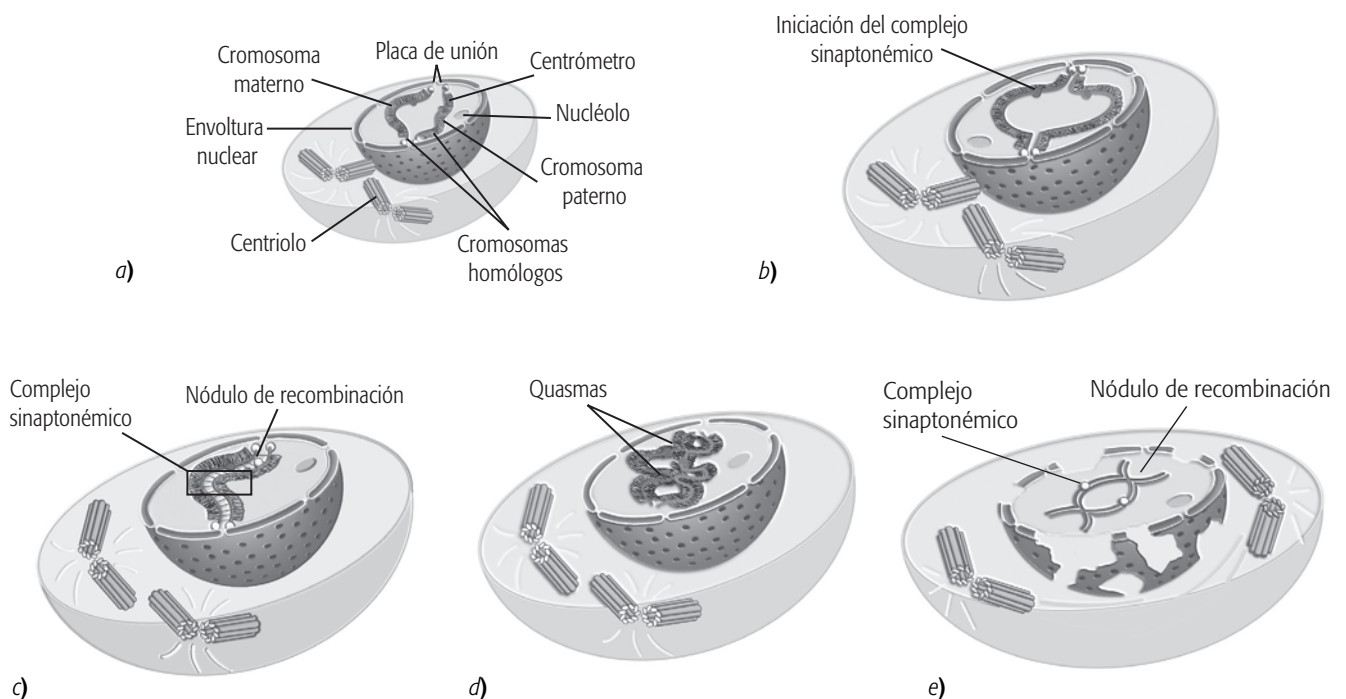 Cromosoma
materno
Placa de unión
Centrómetro
Envoltura
nuclear
Nucléolo
Cromosoma
paterno
Centriolo
Cromosomas
homólogos
a)
Iniciación del complejo
sinaptonémico
b)
Complejo
sinaptonémico
Nódulo de recombinación
c)
Quasmas
d)
Complejo
sinaptonémico
Nódulo de recombinación
e)